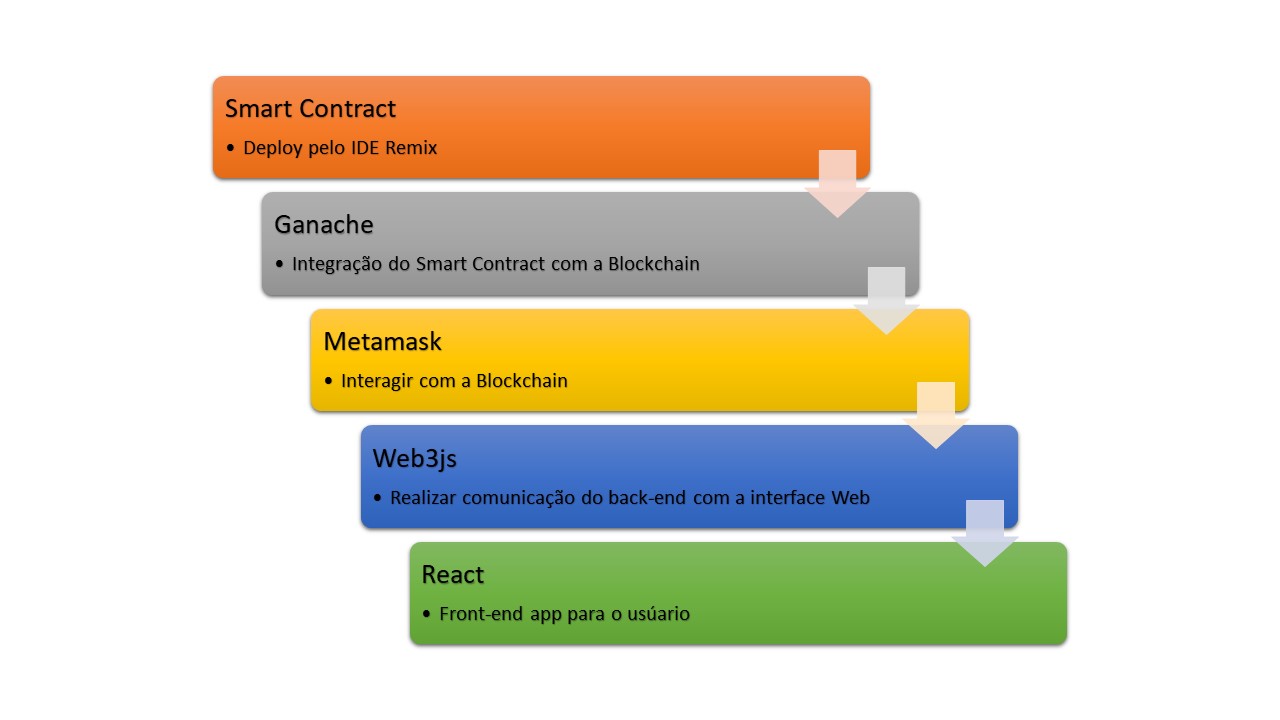 Smart Contract
• Deploy pelo IDE Remix
Ganache
• Integração do Smart Contract com a Blockchain
Metamask
• Interagir com a Blockchain
Web3js
• Realizar comunicação do back-end com a interface Web
React
• Front-end app para o usúario